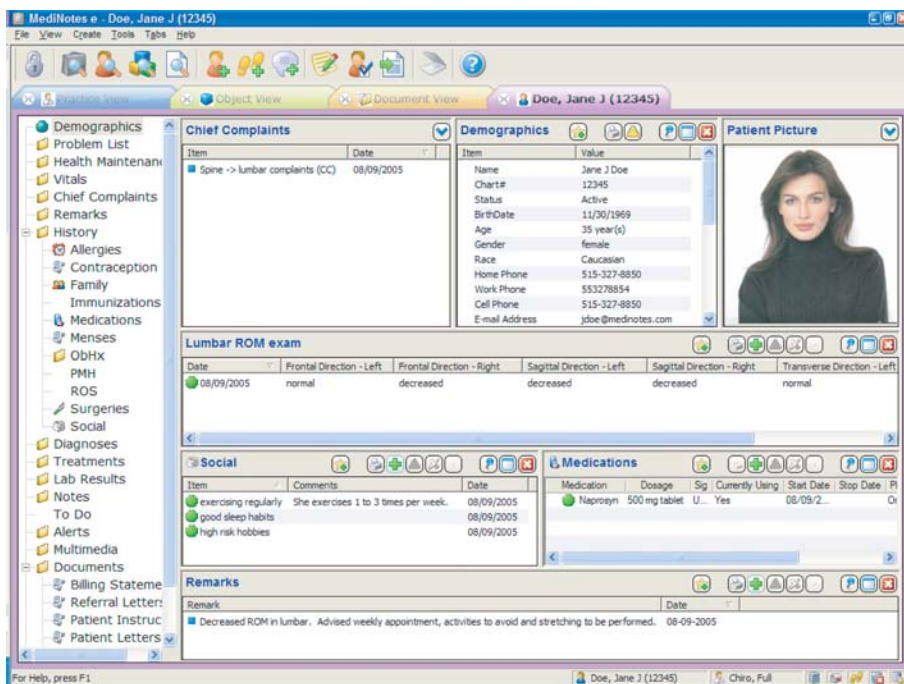 MediNotes e - Doe, Jane J (12345)
File View Create Tools Tabs Help
Practice View
Object View
Document View
Doe, Jane J (12345)
Demographics
Problem List
Health Maintenanc
Vitals
Chief Complaints
Remarks
History
Allergies
Contraception
Family
Immunizations
Medications
Menses
ObHx
PMH
ROS
Surgeries
Social
Diagnoses
Treatments
Lab Results
Notes
To Do
Alerts
Multimedia
Documents
Billing Stateme
Referral Letters
Patient Instruc
Patient Letters
Chief Complaints
Item Date
Spine -> lumbar complaints (CC) 08/09/2005
Demographics
Item Value
Name Jane J Doe
Chart# 12345
Status Active
BirthDate 11/30/1969
Age 35 year(s)
Gender female
Race Caucasian
Home Phone 515-327-8850
Work Phone 553278854
Cell Phone 515-327-8850
E-mail Address jdoe@medinotes.com
Patient Picture
Lumbar ROM exam
Date Frontal Direction - Left Frontal Direction - Right Sagittal Direction - Left Sagittal Direction - Right Transverse Direction - Left
08/09/2005 normal decreased decreased decreased normal
Social
Item Comments Date
exercising regularly She exercises 1 to 3 times per week. 08/09/2005
good sleep habits 08/09/2005
high risk hobbies 08/09/2005
Medications
Medication Dosage Sig Currently Using Start Date Stop Date Pl
Naprosyn 500 mg tablet U... Yes 08/09/2... Or
Remarks
Remark Date
Decreased ROM in lumbar. Advised weekly appointment, activities to avoid and stretching to be performed. 08-09-2005
For Help, press F1
Doe, Jane J (12345)
Chiro, Full